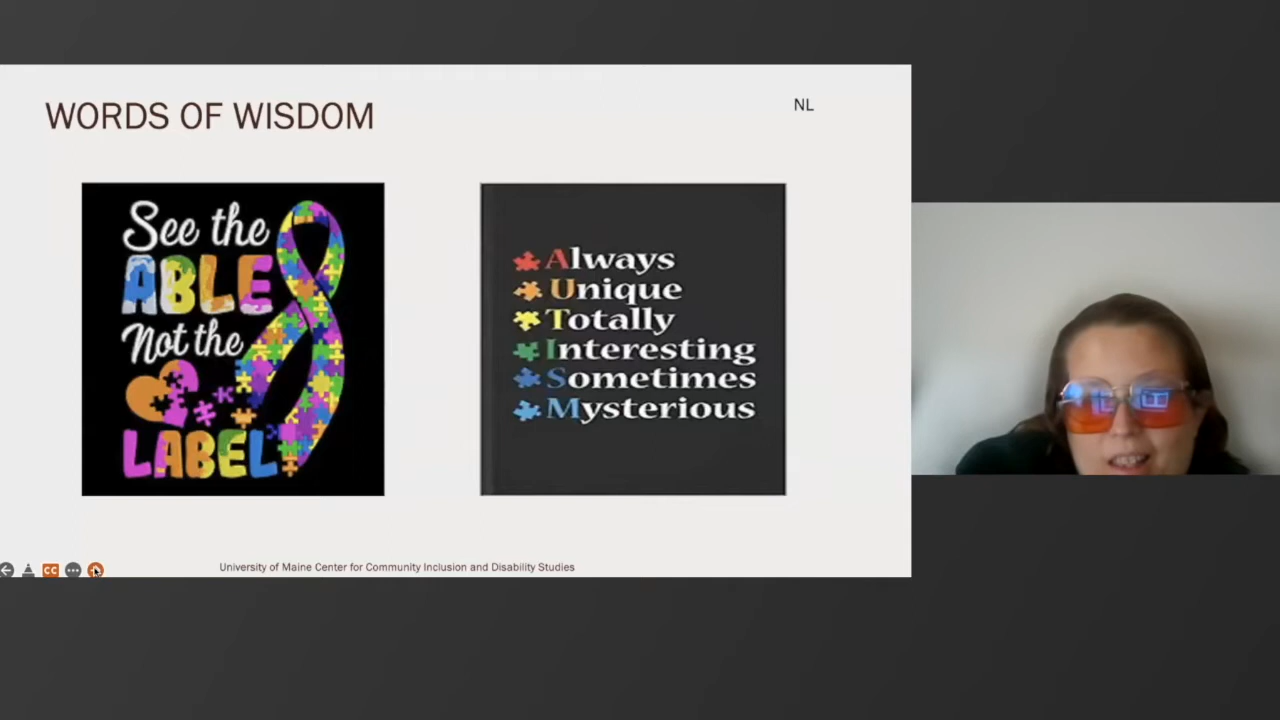 WORDS OF WISDOM
NL
See the
ABLE
Not the
LABEL
Always
Unique
Totally
Interesting
Sometimes
Mysterious
CC
University of Maine Center for Community Inclusion and Disability Studies